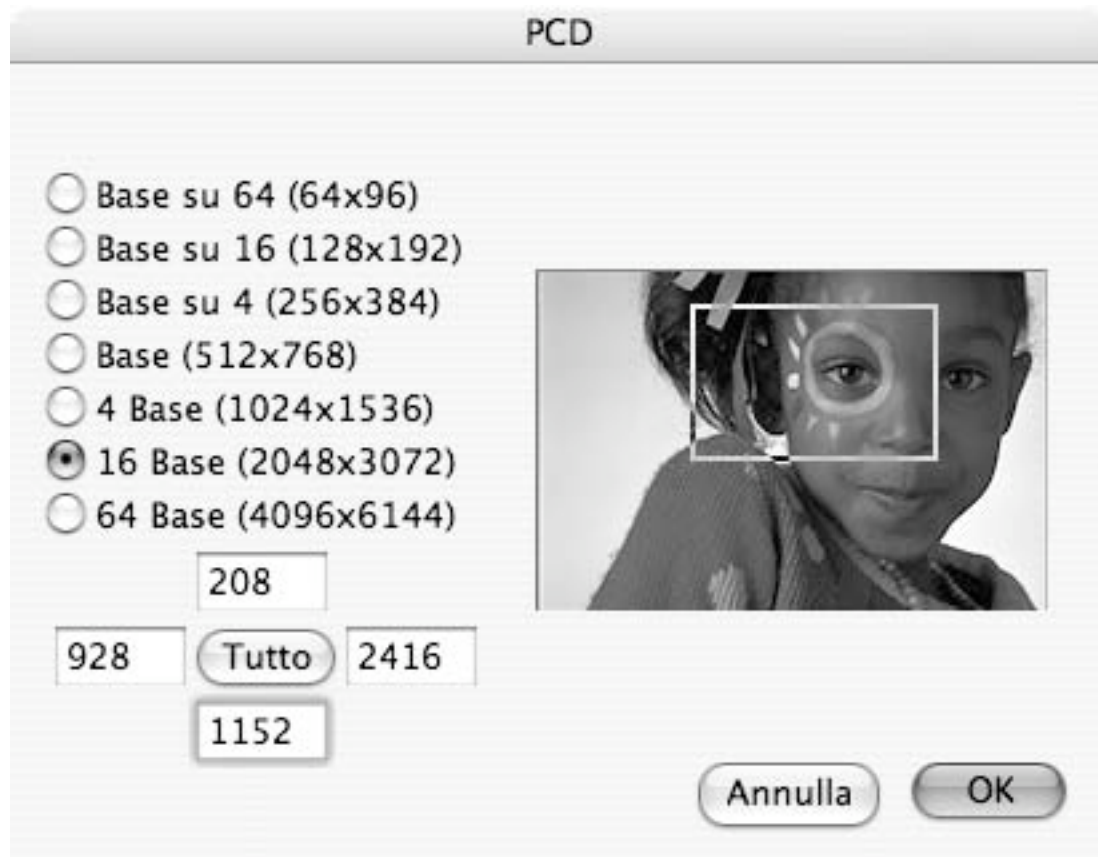 PCD
Base su 64 (64x96)
Base su 16 (128x192)
Base su 4 (256x384)
Base (512x768)
4 Base (1024x1536)
16 Base (2048x3072)
64 Base (4096x6144)
208
928 Tutto 2416
1152
Annulla OK